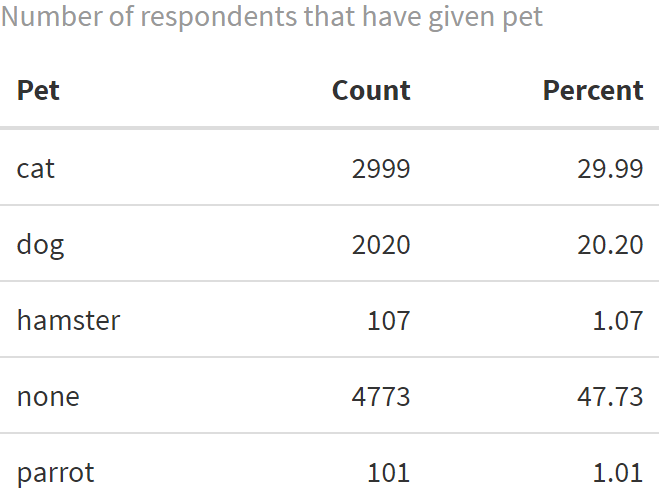 Number of respondents that have given pet
Pet Count Percent
cat 2999 29.99
dog 2020 20.20
hamster 107 1.07
none 4773 47.73
parrot 101 1.01